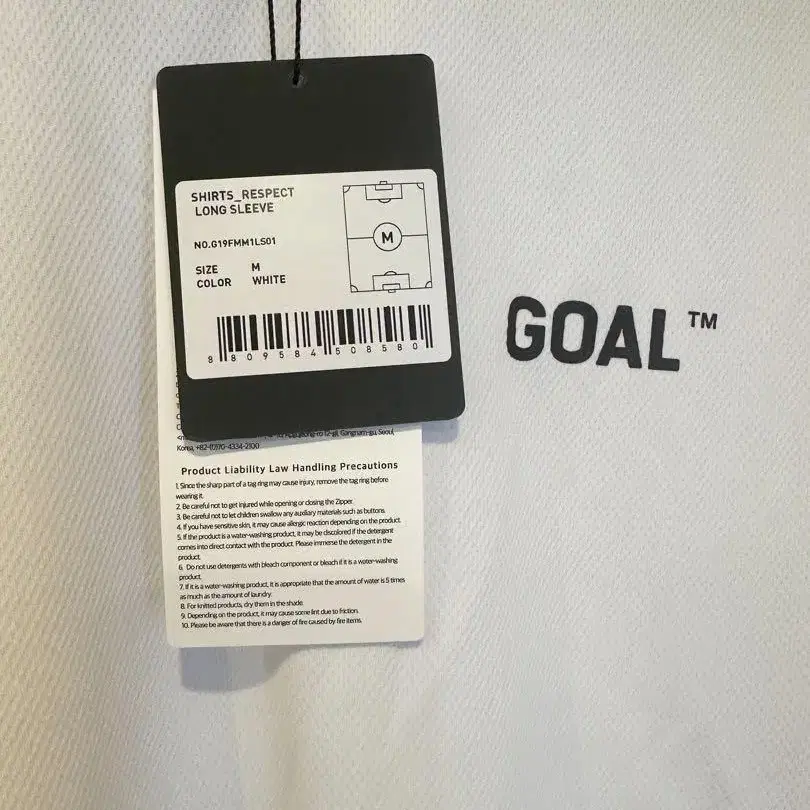 SHIRTS_RESPECT
LONG SLEEVE
NO.G19FMM1LS01
SIZE M
COLOR WHITE
M
8 809584 508580
GOAL™
Gangnam-gu, Seoul,
Korea, +82-(0)70-4334-2100
Product Liability Law Handling Precautions
1. Since the sharp part of a tag ring may cause injury, remove the tag ring before
wearing it.
2. Be careful not to get injured while opening or closing the Zipper.
3. Be careful not to let children swallow any auxiliary materials such as buttons.
4. If you have sensitive skin, it may cause allergic reaction depending on the product.
5. If the product is a water-washing product, it may be discolored if the detergent
comes into direct contact with the product. Please immerse the detergent in the
product.
6. Do not use detergents with bleach component or bleach if it is a water-washing
product.
7. If it is a water-washing product, it is appropriate that the amount of water is 5 times
as much as the amount of laundry.
8. For knitted products, dry them in the shade.
9. Depending on the product, it may cause some lint due to friction.
10. Please be aware that there is a danger of fire caused by fire items.